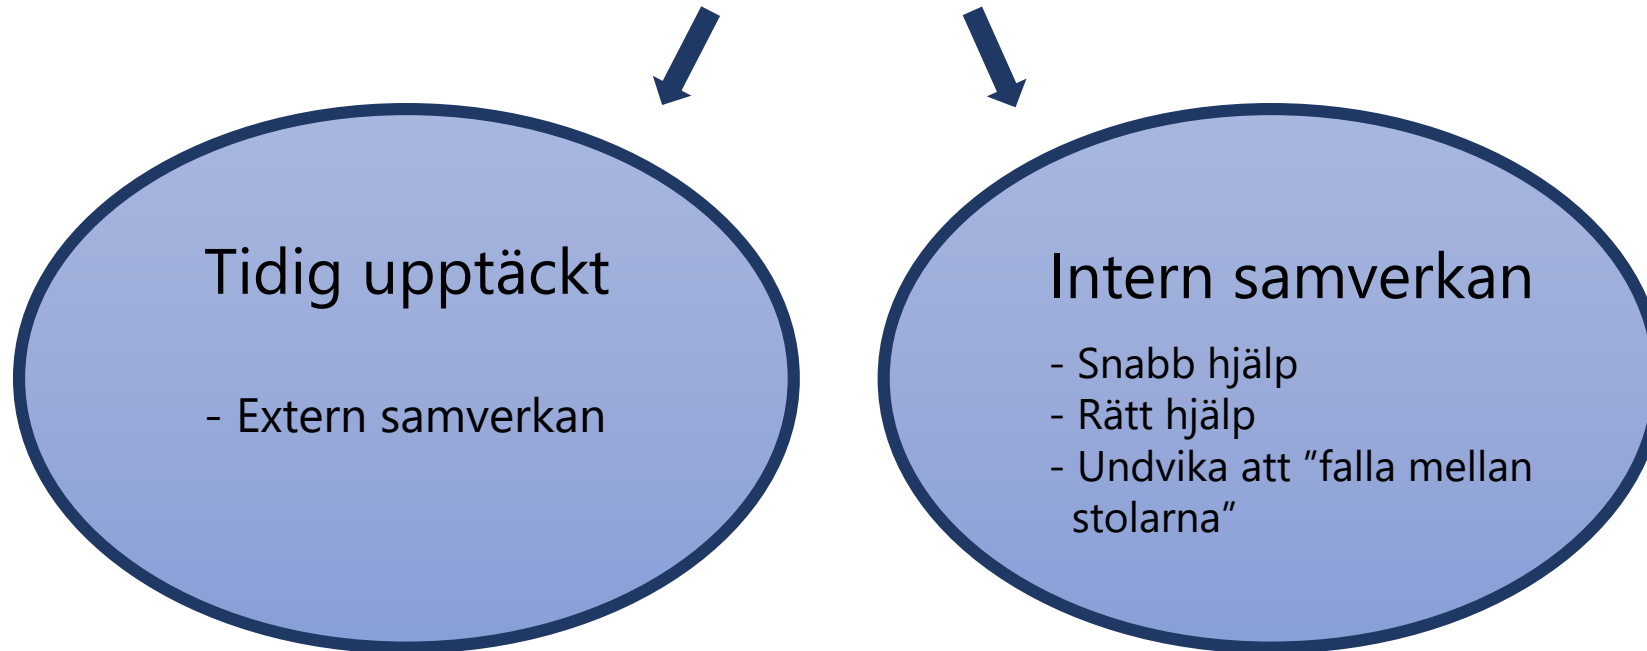 Tidig upptäckt
- Extern samverkan
Intern samverkan
- Snabb hjälp
- Rätt hjälp
- Undvika att ”falla mellan
stolarna”